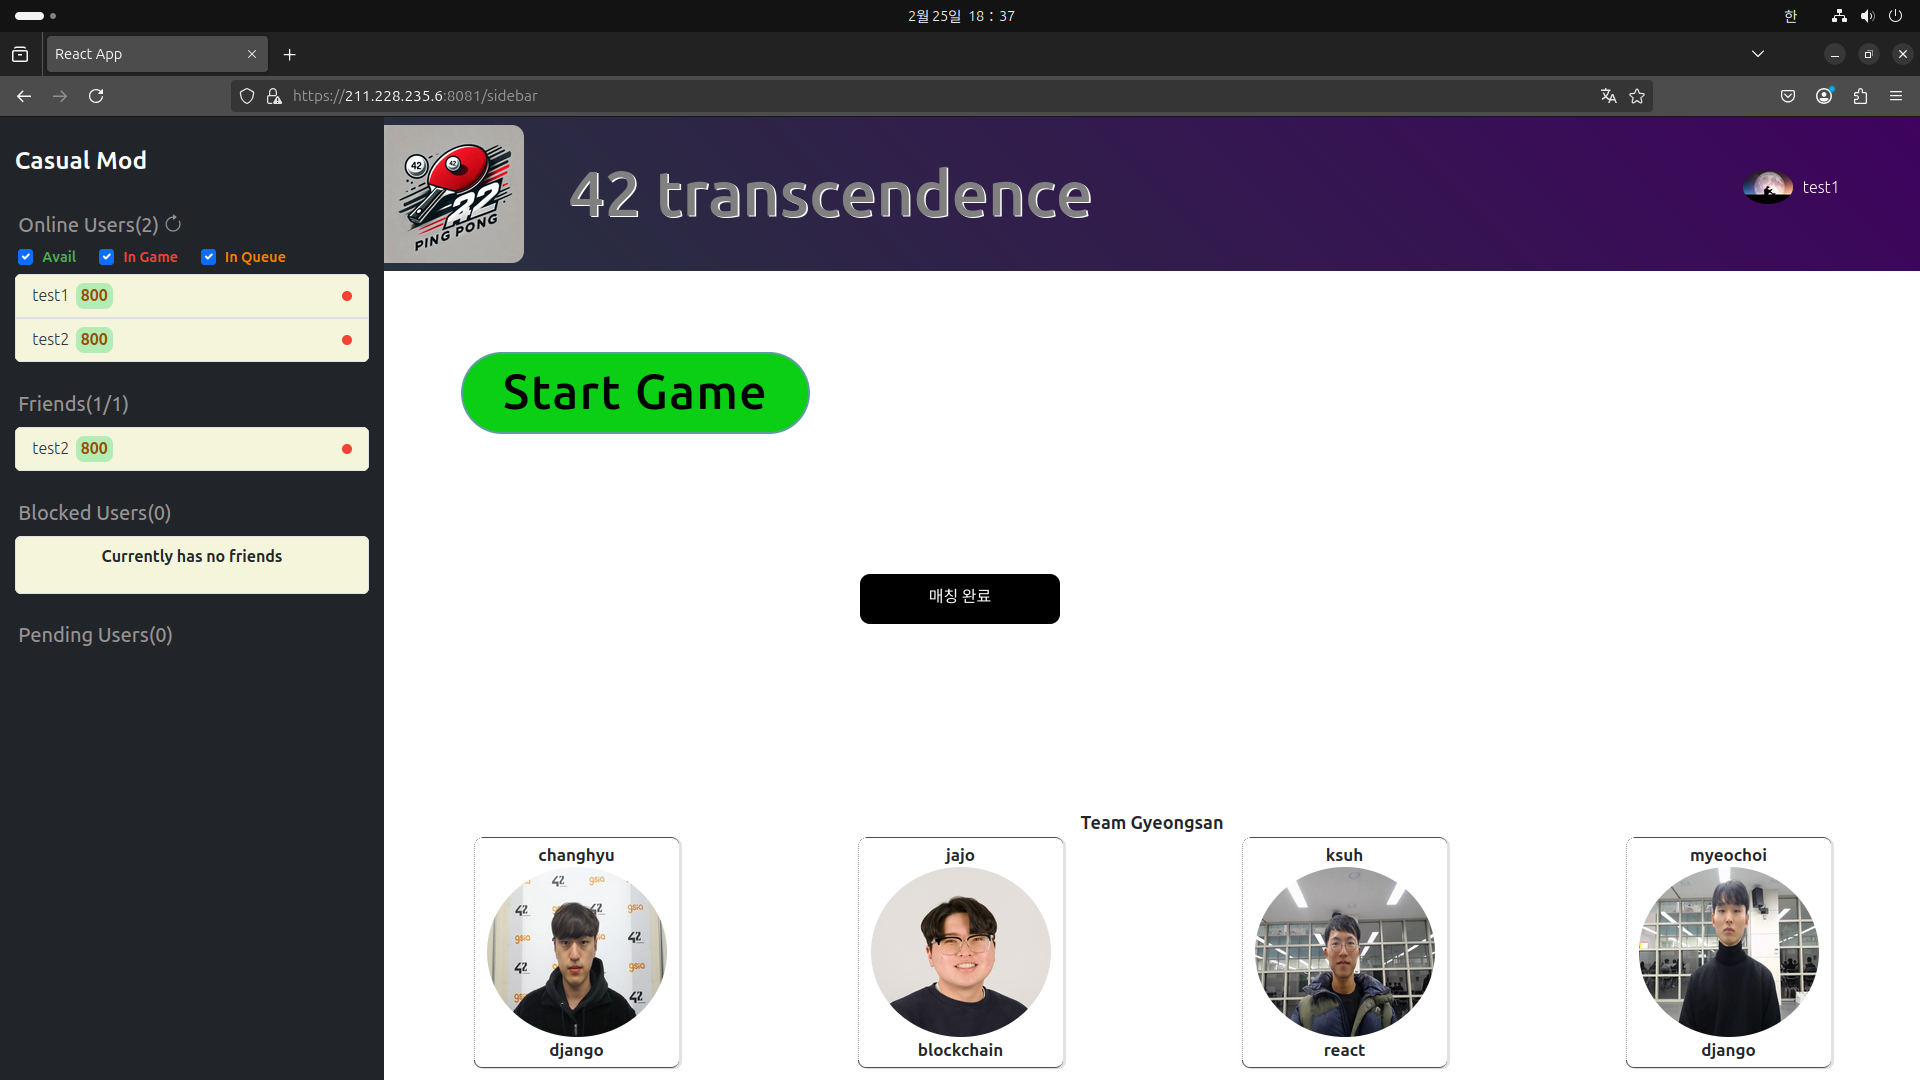 2월 25일 18 : 37
한
React App
https://211.228.235.6:8081/sidebar
Casual Mod
Online Users(2)
Avail In Game In Queue
test1 800
test2 800
Friends(1/1)
test2 800
Blocked Users(0)
Currently has no friends
Pending Users(0)
42
42
42
PING PONG
42 transcendence
test1
Start Game
매칭 완료
Team Gyeongsan
changhyu
jajo
ksuh
myeochoi
django
blockchain
react
django